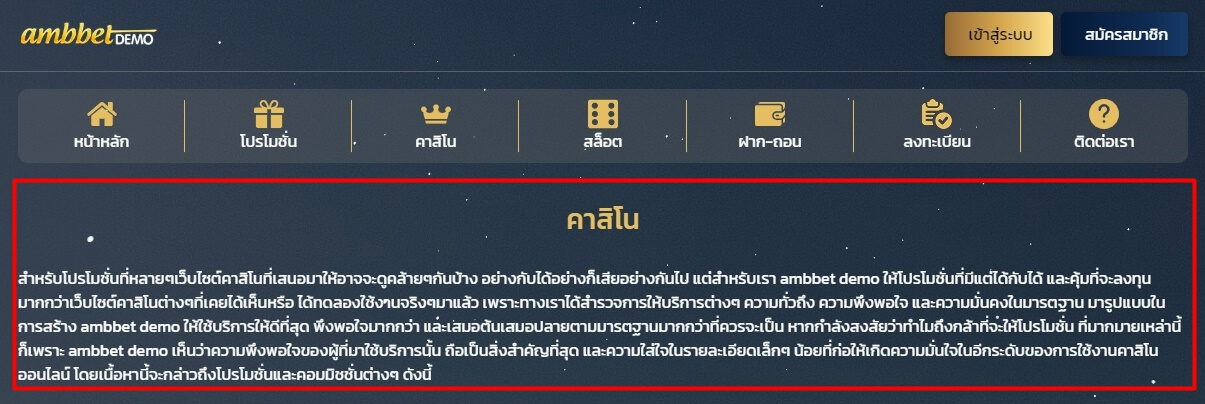 ambbet DEMO
เข้าสู่ระบบ
สมัครสมาชิก
หน้าหลัก
โปรโมชั่น
คาสิโน
สล็อต
ฝาก-ถอน
ลงทะเบียน
ติดต่อเรา
คาสิโน
สำหรับโปรโมชั่นที่หลายๆเว็บไซต์คาสิโนที่เสนอมาให้อาจจะดูคล้ายๆกันบ้าง อย่างกับได้อย่างก็เสียอย่างกันไป แต่สำหรับเรา ambbet demo ให้โปรโมชั่นที่มีแต่ได้กับได้ และคุ้มที่จะลงทุน
มากกว่าเว็บไซต์คาสิโนต่างๆที่เคยได้เห็นหรือ ได้ทดลองใช้งานจริงๆมาแล้ว เพราะทางเราได้สำรวจการให้บริการต่างๆ ความทั่วถึง ความพึงพอใจ และความมั่นคงในมารตฐาน มารูปแบบใน
การสร้าง ambbet demo ให้ใช้บริการให้ดีที่สุด พึงพอใจมากกว่า และเสมอต้นเสมอปลายตามมารตฐานมากกว่าที่ควรจะเป็น หากกำลังสงสัยว่าทำไมถึงกล้าที่จะให้โปรโมชั่น ที่มากมายเหล่านี้
ก็เพราะ ambbet demo เห็นว่าความพึงพอใจของผู้ที่มาใช้บริการนั้น ถือเป็นสิ่งสำคัญที่สุด และความใส่ใจในรายละเอียดเล็กๆ น้อยที่ก่อให้เกิดความมั่นใจในอีกระดับของการใช้งานคาสิโน
ออนไลน์ โดยเนื้อหานี้จะกล่าวถึงโปรโมชั่นและคอมมิชชั่นต่างๆ ดังนี้